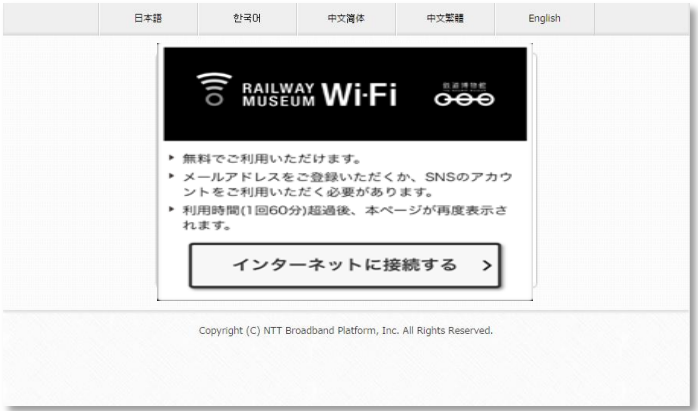 日本語 한국어 中文简体 中文繁體 English
RAILWAY MUSEUM Wi-Fi 鉄道博物館
無料でご利用いただけます。
メールアドレスをご登録いただくか、SNSのアカウ
ントをご利用いただく必要があります。
利用時間(1回60分)超過後、本ページが再度表示さ
れます。
インターネットに接続する
Copyright (C) NTT Broadband Platform, Inc. All Rights Reserved.